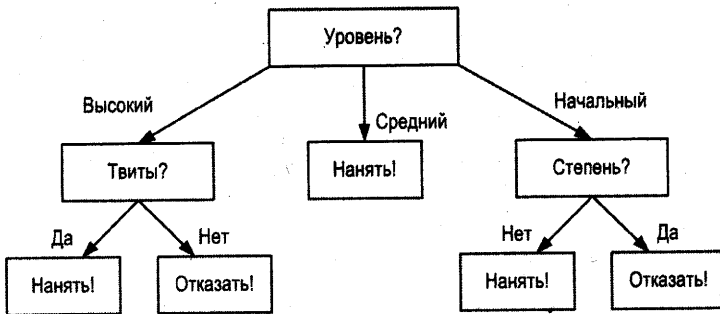 Уровень?
Высокий
Средний
Начальный
Твиты?
Нанять!
Степень?
Да
Нет
Нет
Да
Нанять!
Отказать!
Нанять!
Отказать!